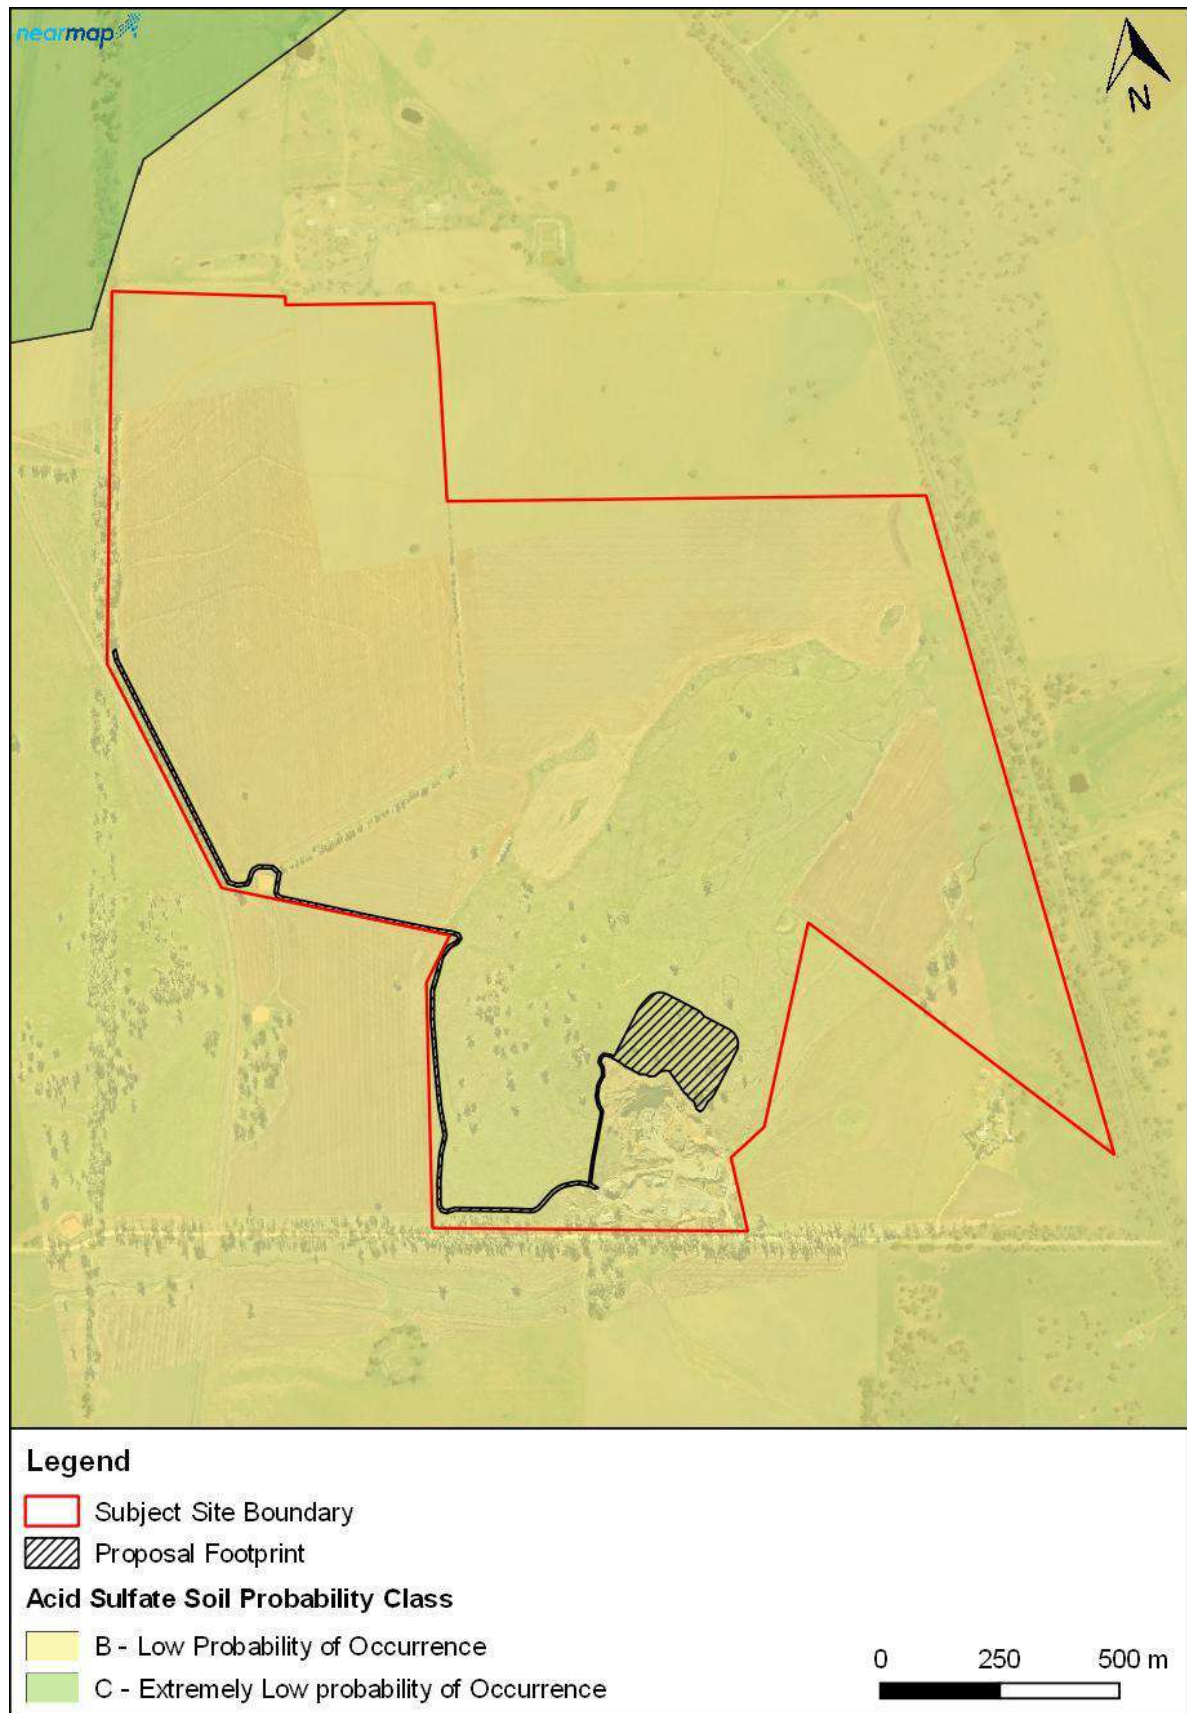 nearmap
N
Legend
Subject Site Boundary
Proposal Footprint
Acid Sulfate Soil Probability Class
B - Low Probability of Occurrence
C - Extremely Low probability of Occurrence
0 250 500 m